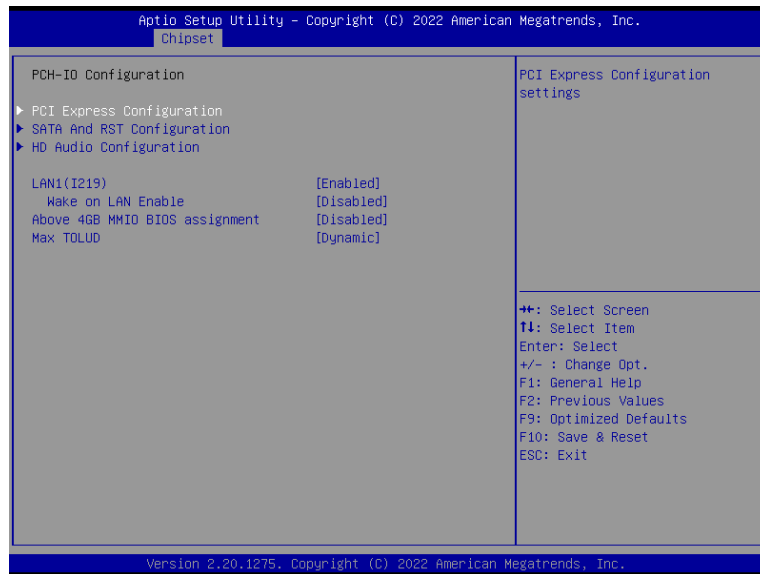 Aptio Setup Utility – Copyright (C) 2022 American Megatrends, Inc.
Chipset
PCH-IO Configuration
PCI Express Configuration
SATA And RST Configuration
HD Audio Configuration
LAN1(I219) [Enabled]
Wake on LAN Enable [Disabled]
Above 4GB MMIO BIOS assignment [Disabled]
Max TOLUD [Dynamic]
PCI Express Configuration
settings
→←: Select Screen
↑↓: Select Item
Enter: Select
+/- : Change Opt.
F1: General Help
F2: Previous Values
F9: Optimized Defaults
F10: Save & Reset
ESC: Exit
Version 2.20.1275. Copyright (C) 2022 American Megatrends, Inc.